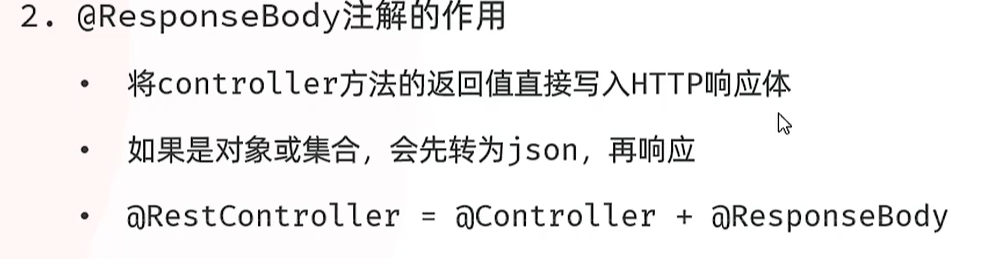 2. @ResponseBody注解的作用
• 将controller方法的返回值直接写入HTTP响应体
• 如果是对象或集合，会先转为json，再响应
• @RestController = @Controller + @ResponseBody